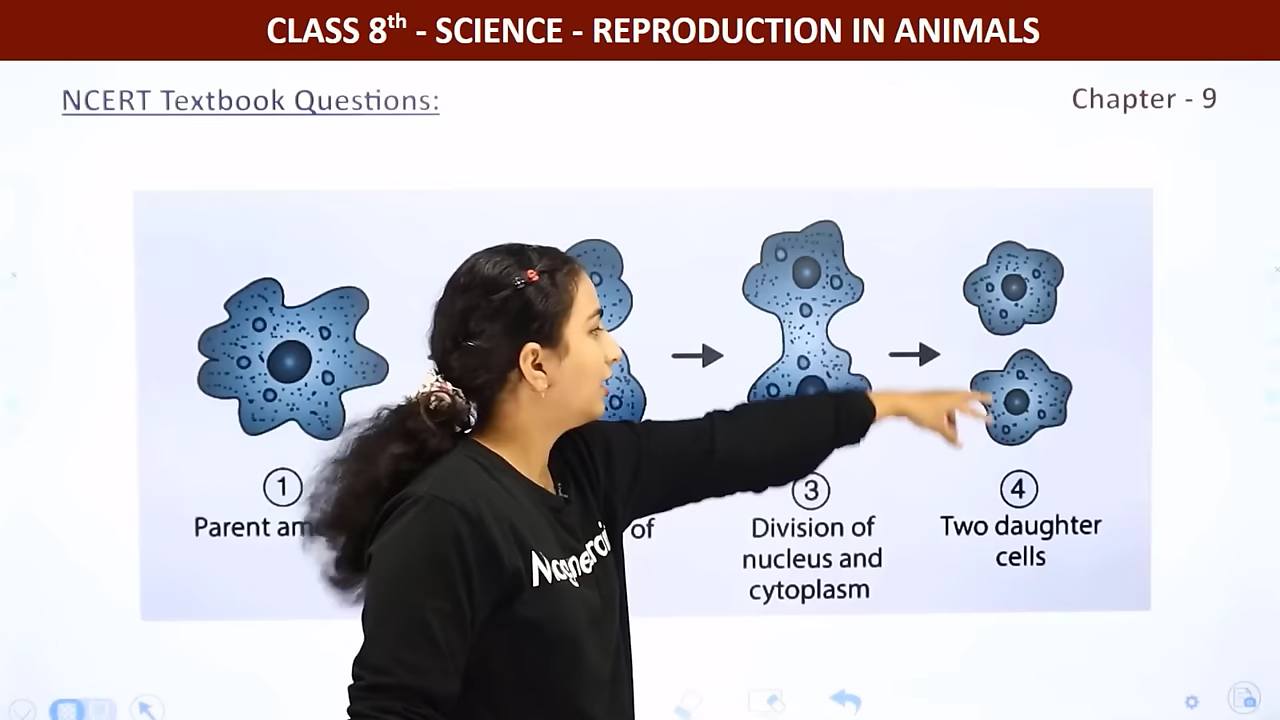 CLASS 8th - SCIENCE - REPRODUCTION IN ANIMALS
NCERT Textbook Questions:
Chapter - 9
1
Parent am
of
3
Division of
nucleus and
cytoplasm
4
Two daughter
cells